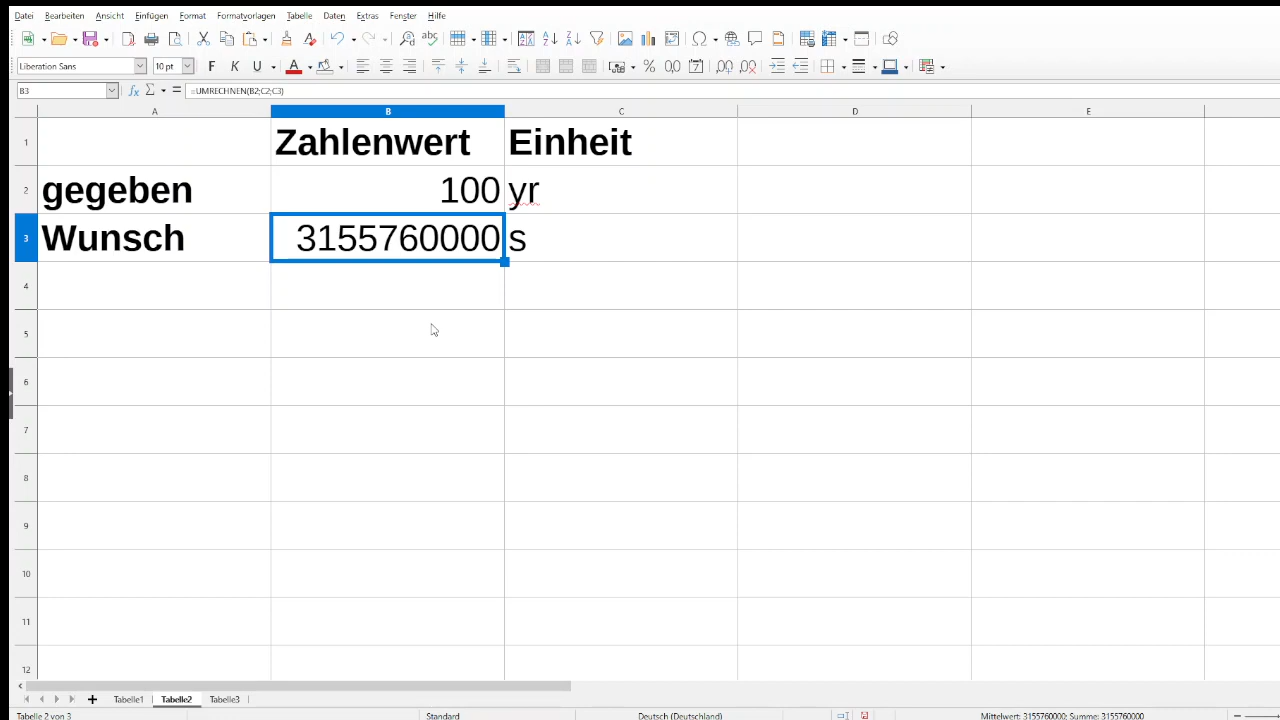 Datei Bearbeiten Ansicht Einfügen Format Formatvorlagen Tabelle Daten Extras Fenster Hilfe
Liberation Sans 10 pt F K U
B3 =UMRECHNEN(B2;C2;C3)
A B C D E
1 Zahlenwert Einheit
2 gegeben 100 yr
3 Wunsch 3155760000 s
4
5
6
7
8
9
10
11
12
Tabelle1 Tabelle2 Tabelle3
Tabelle 2 von 3 Standard Deutsch (Deutschland) Mittelwert: 3155760000; Summe: 3155760000